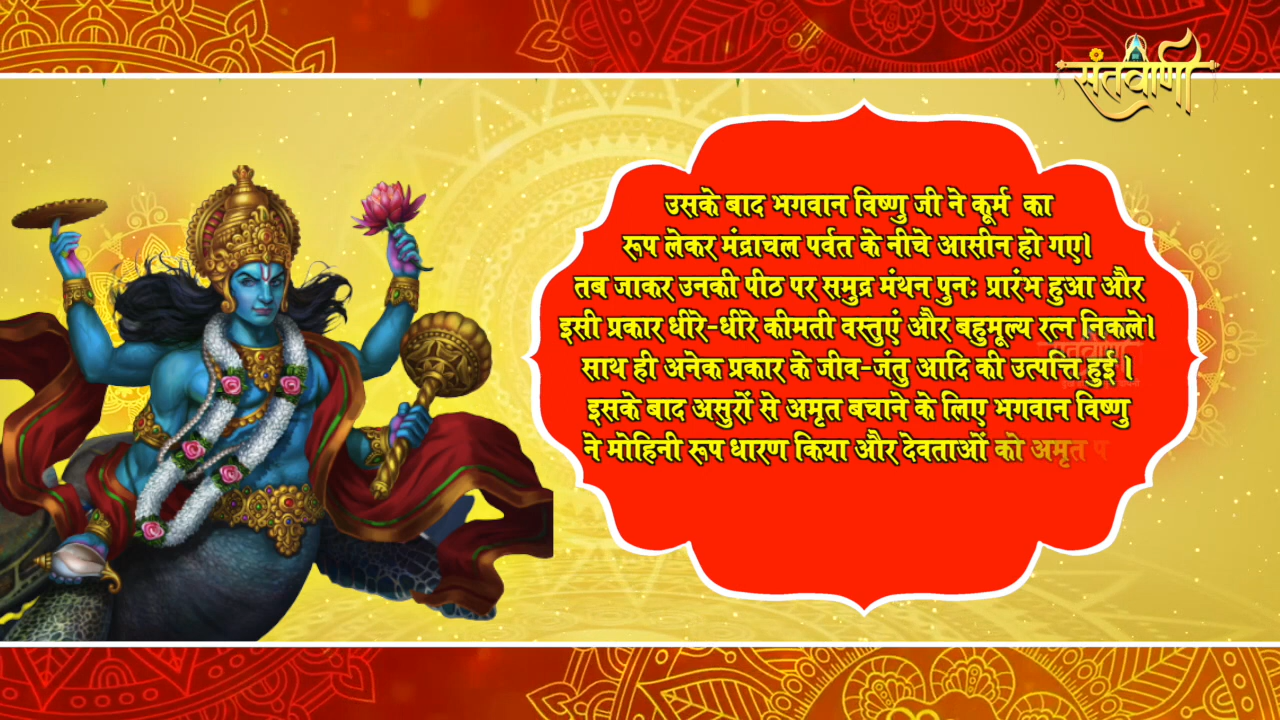 संतवाणी
उसके बाद भगवान विष्णु जी ने कूर्म का
रूप लेकर मंद्राचल पर्वत के नीचे आसीन हो गए।
तब जाकर उनकी पीठ पर समुद्र मंथन पुनः प्रारंभ हुआ और
इसी प्रकार धीरे-धीरे कीमती वस्तुएं और बहुमूल्य रत्न निकले।
साथ ही अनेक प्रकार के जीव-जंतु आदि की उत्पत्ति हुई ।
इसके बाद असुरों से अमृत बचाने के लिए भगवान विष्णु
ने मोहिनी रूप धारण किया और देवताओं को अमृत प